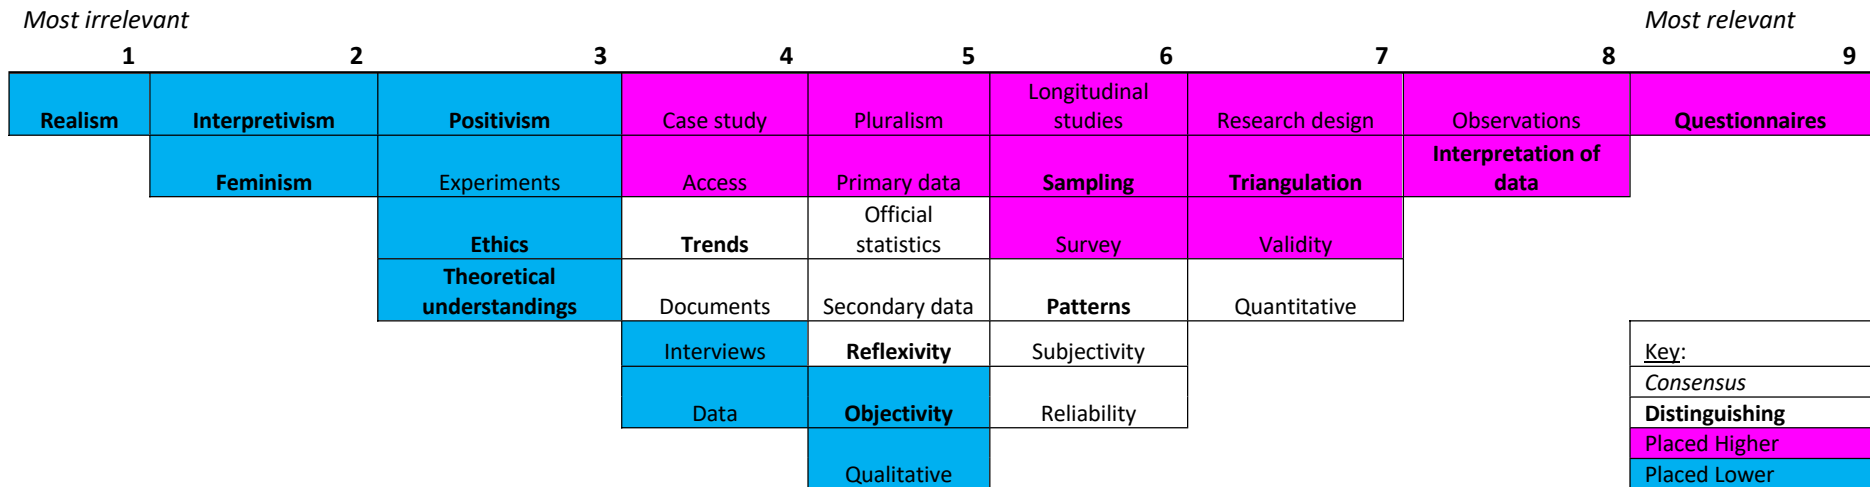 Most irrelevant Most relevant
1 2 3 4 5 6 7 8 9
Realism Interpretivism Positivism Case study Pluralism Longitudinal studies Research design Observations Questionnaires
Feminism Experiments Access Primary data Sampling Triangulation Interpretation of data
Ethics Trends Official statistics Survey Validity
Theoretical understandings Documents Secondary data Patterns Quantitative
Interviews Reflexivity Subjectivity
Data Objectivity Reliability
Qualitative
Key:
Consensus
Distinguishing
Placed Higher
Placed Lower